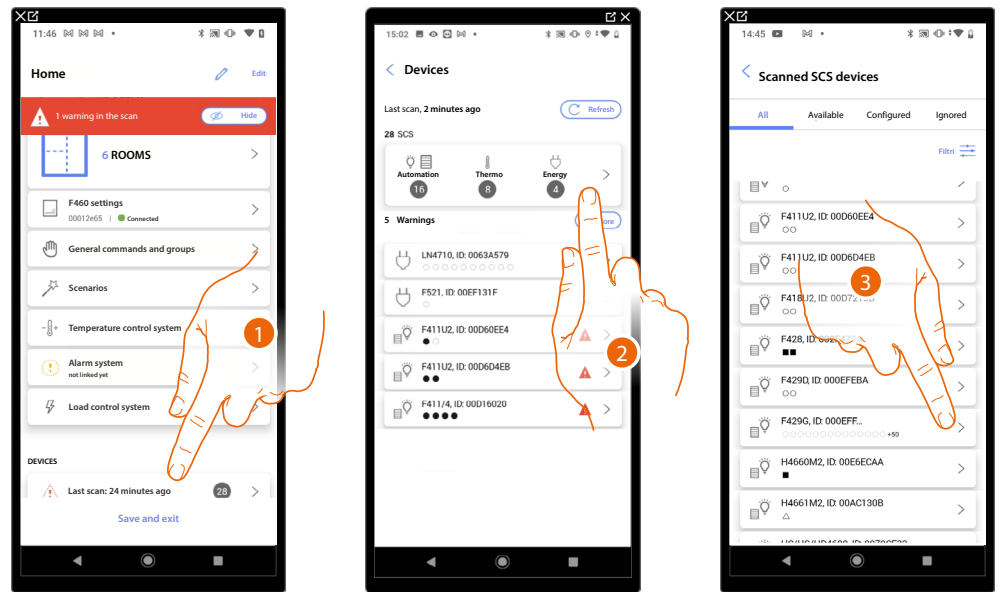 11:46
Home
Edit
1 warning in the scan
Hide
6 ROOMS
F460 settings
00012e65 | Connected
General commands and groups
Scenarios
Temperature control system
Alarm system
not linked yet
Load control system
DEVICES
Last scan: 24 minutes ago
28
Save and exit
1
15:02
Devices
Last scan, 2 minutes ago
Refresh
28 SCS
Automation Thermo Energy
16 8 4
5 Warnings
LN4710, ID: 0063A579
F521, ID: 00EF131F
F411U2, ID: 00D60EE4
F411U2, ID: 00D6D4EB
F411/4, ID: 00D16020
2
14:45
Scanned SCS devices
All Available Configured Ignored
Filtri
F411U2, ID: 00D60EE4
F411U2, ID: 00D6D4EB
F418U2, ID:
F428, ID:
F429D, ID: 000EFEBA
F429G, ID: 000EFF...
+50
H4660M2, ID: 00E6ECAA
H4661M2, ID: 00AC130B
3